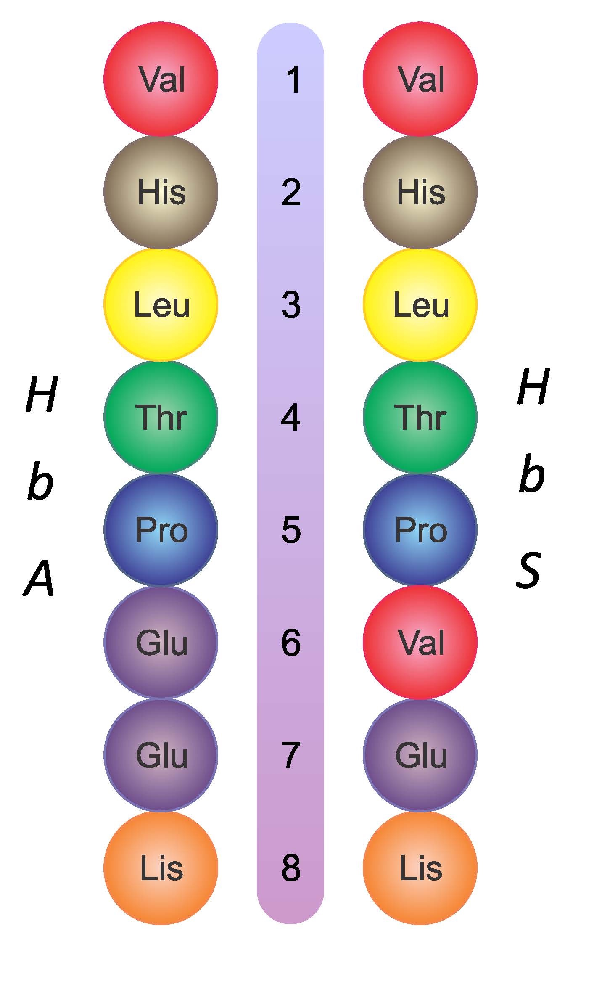 Val 1 Val
His 2 His
Leu 3 Leu
H H
Thr 4 Thr
b b
Pro 5 Pro
A S
Glu 6 Val
Glu 7 Glu
Lis 8 Lis